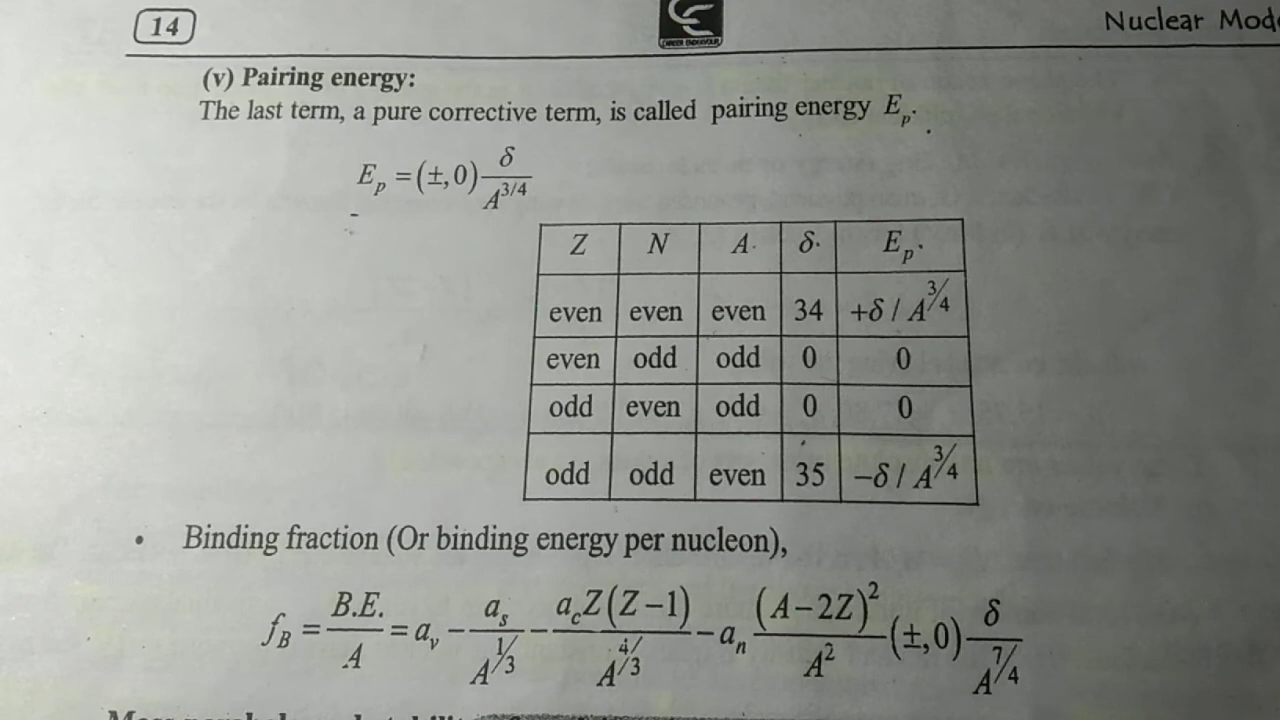 14
CAREER ENDEAVOUR
Nuclear Mod
(v) Pairing energy:
The last term, a pure corrective term, is called pairing energy E_p.
E_p = (±,0) δ / A^{3/4}
Z N A δ E_p
even even even 34 +δ / A^{3/4}
even odd odd 0 0
odd even odd 0 0
odd odd even 35 −δ / A^{3/4}
• Binding fraction (Or binding energy per nucleon),
f_B = B.E. / A = a_v − a_s / A^{1/3} − a_c Z(Z−1) / A^{4/3} − a_n (A−2Z)^2 / A^2 (±,0) δ / A^{7/4}